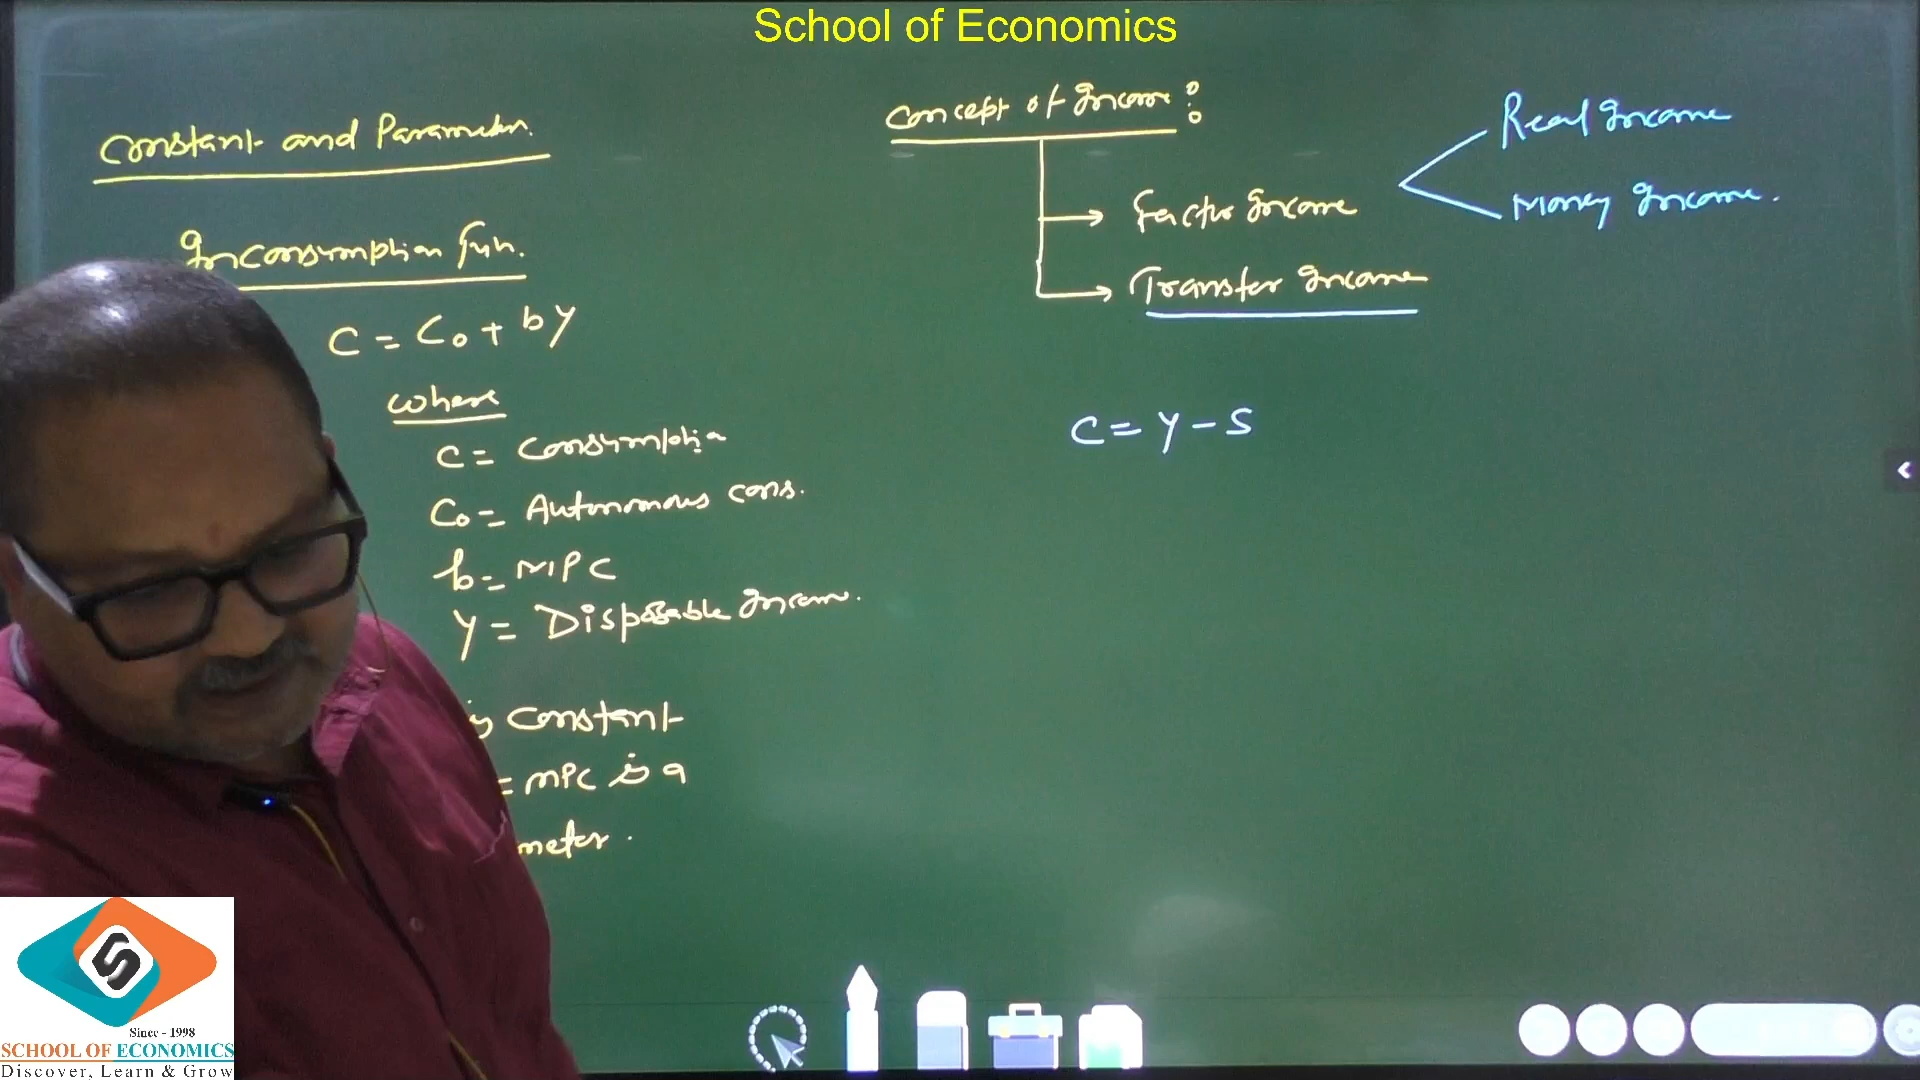 School of Economics
Constant and Parameter.
In consumption fun.
C = C₀ + bY
where
C = Consumption
C₀ = Autonomous cons.
b = MPC
Y = Disposable Income.
is constant
= MPC is a
meter.
Concept of Income:
Factor Income
Transfer Income
Real Income
Money Income.
C = Y - S
Since - 1998
SCHOOL OF ECONOMICS
Discover, Learn & Grow